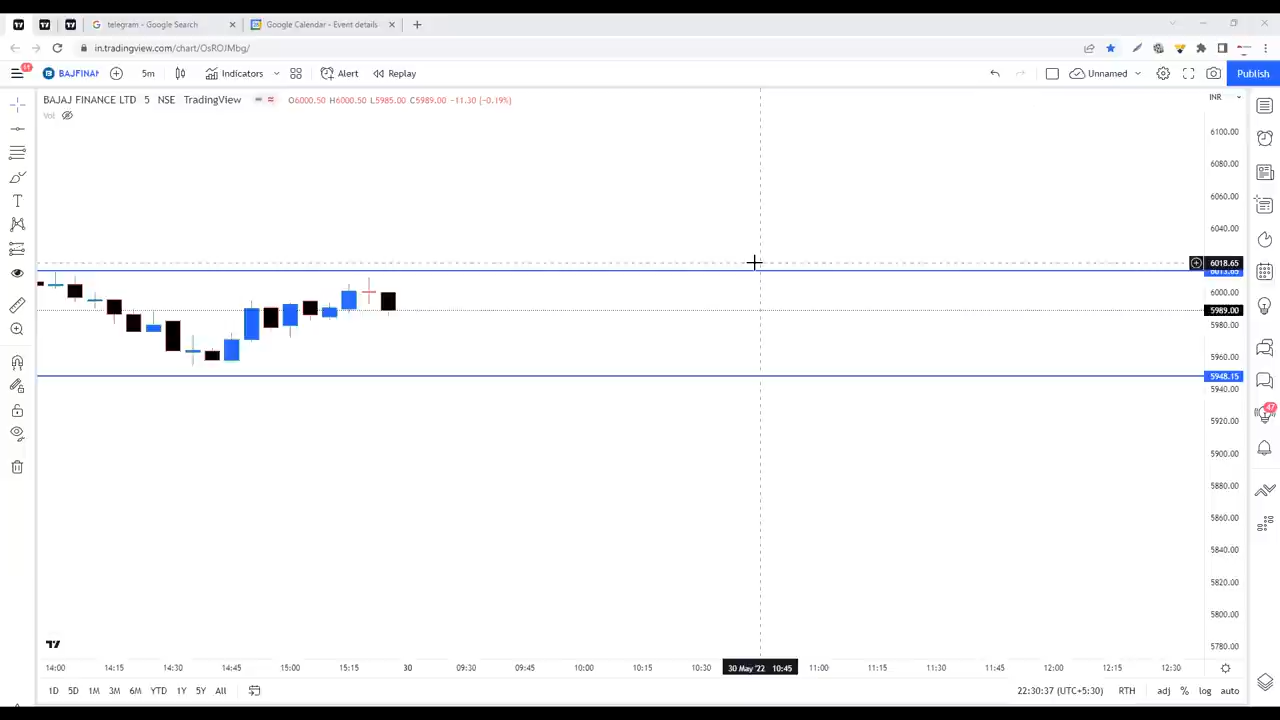 telegram - Google Search
Google Calendar - Event details
in.tradingview.com/chart/OsROJMbg/
11
BAJFINAN
5m
Indicators
Alert
Replay
Unnamed
Publish
BAJAJ FINANCE LTD 5 NSE TradingView O6000.50 H6000.50 L5985.00 C5989.00 −11.30 (−0.19%)
INR
Vol
6100.00
6080.00
6060.00
6040.00
6018.65
6013.65
6000.00
5989.00
5980.00
5960.00
5948.15
5940.00
47
5920.00
5900.00
5880.00
5860.00
5840.00
5820.00
5800.00
5780.00
14:00 14:15 14:30 14:45 15:00 15:15 30 09:30 09:45 10:00 10:15 10:30 30 May '22 10:45 11:00 11:15 11:30 11:45 12:00 12:15 12:30
1D 5D 1M 3M 6M YTD 1Y 5Y All
22:30:37 (UTC+5:30) RTH adj % log auto